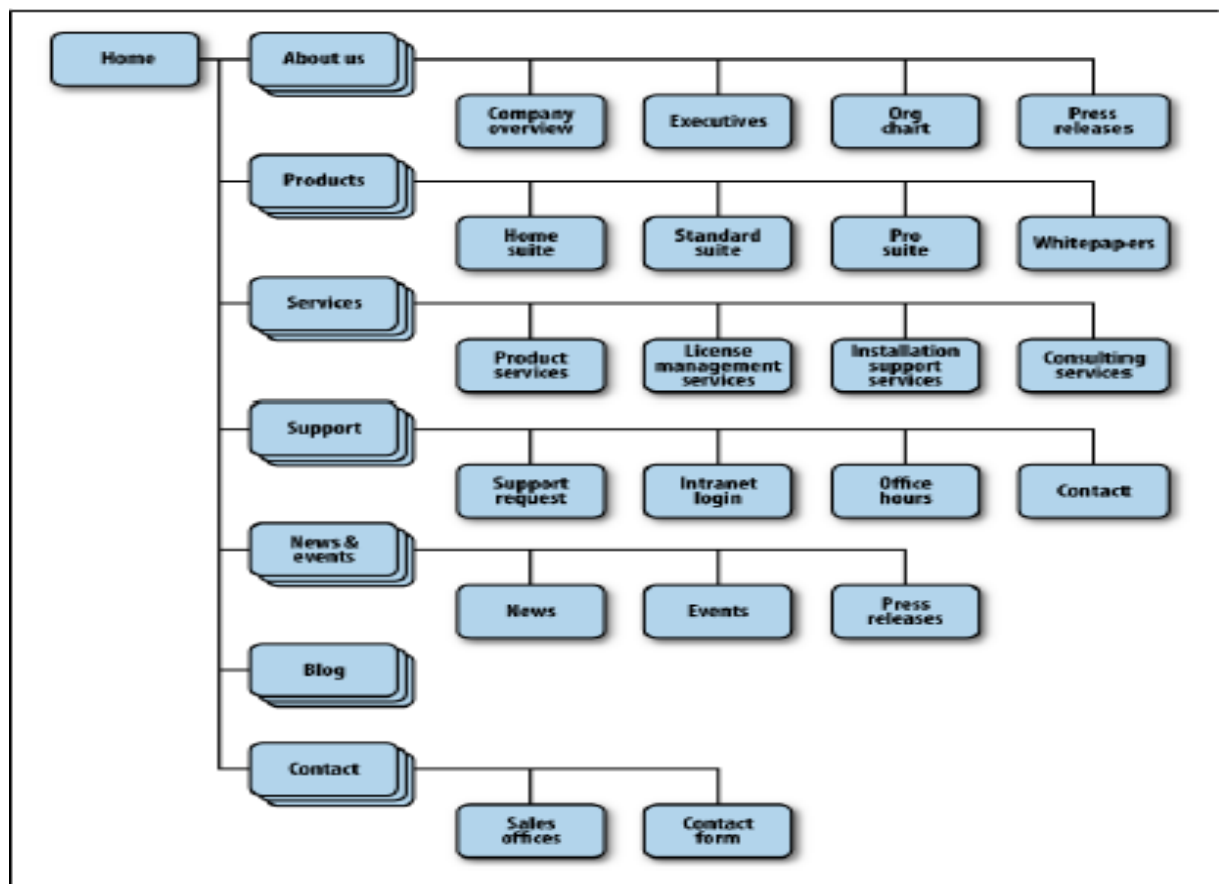 Home
About us
Company
overview
Executives
Org
chart
Press
releases
Products
Home
suite
Standard
suite
Pro
suite
Whitepapers
Services
Product
services
License
management
services
Installation
support
services
Consulting
services
Support
Support
request
Intranet
login
Office
hours
Contact
News &
events
News
Events
Press
releases
Blog
Contact
Sales
offices
Contact
form